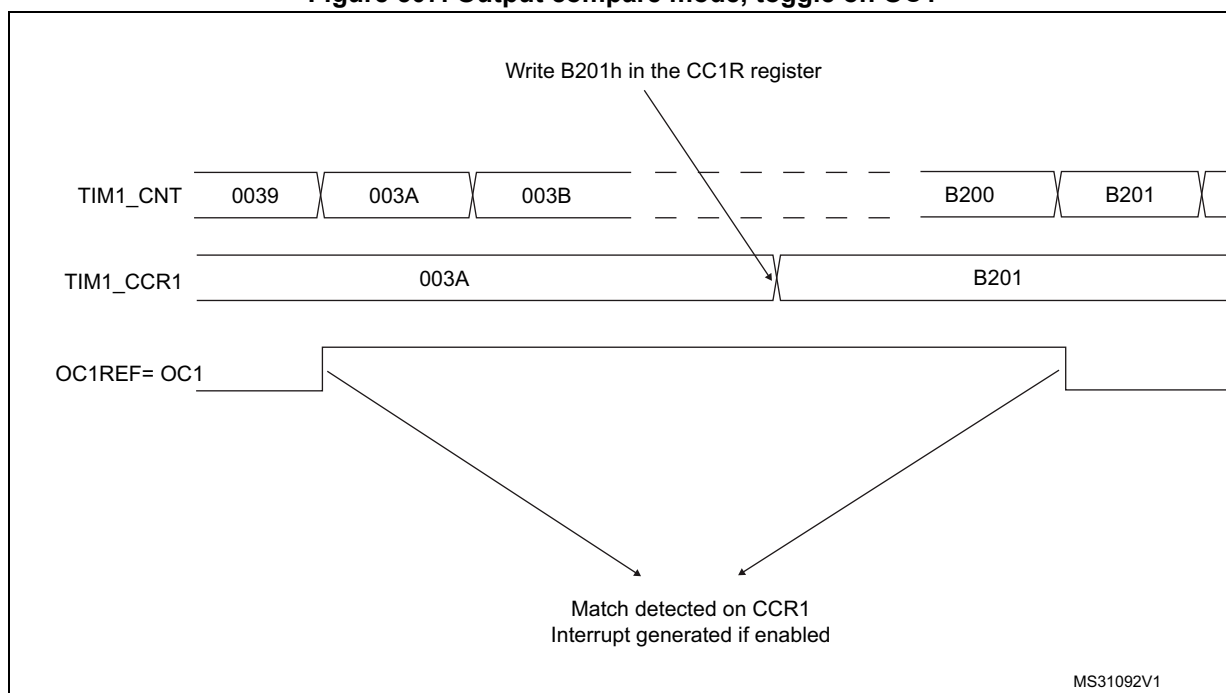 Write B201h in the CC1R register
TIM1_CNT 0039 003A 003B B200 B201
TIM1_CCR1 003A B201
OC1REF= OC1
Match detected on CCR1
Interrupt generated if enabled
MS31092V1